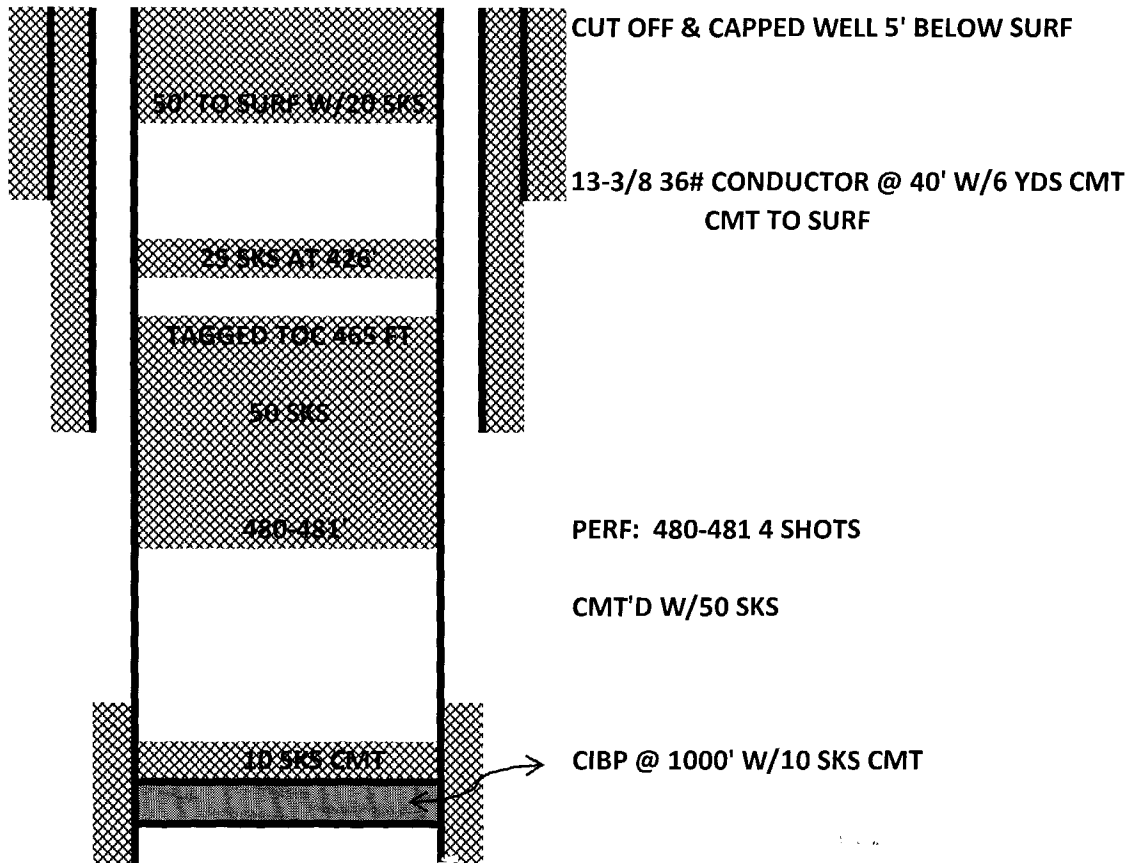 CUT OFF & CAPPED WELL 5' BELOW SURF
50' TO SURF W/20 SKS
13-3/8 36# CONDUCTOR @ 40' W/6 YDS CMT
CMT TO SURF
25 SKS AT 426'
TAGGED TOC 465 FT
50 SKS
480-481'
PERF: 480-481 4 SHOTS
CMT'D W/50 SKS
10 SKS CMT
CIBP @ 1000' W/10 SKS CMT